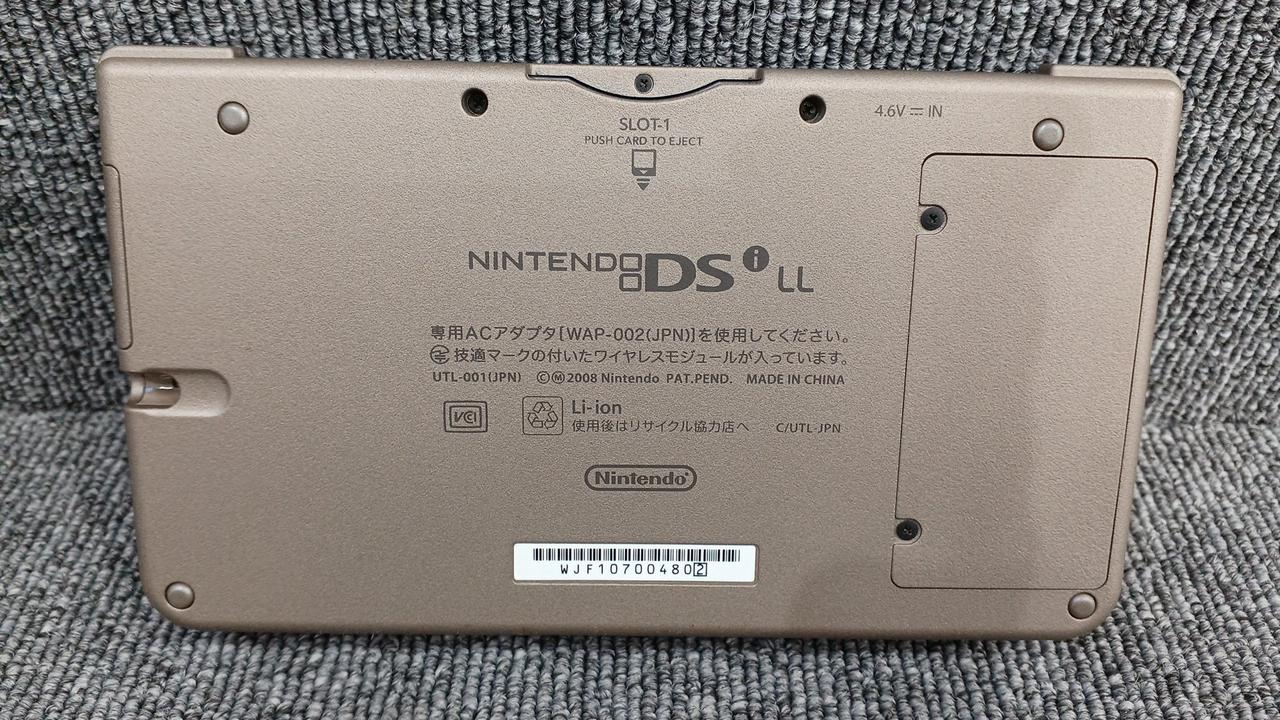 4.6V ⎓ IN
SLOT-1
PUSH CARD TO EJECT
NINTENDO DSi LL
専用ACアダプタ[WAP-002(JPN)]を使用してください。
技適マークの付いたワイヤレスモジュールが入っています。
UTL-001(JPN) ©Ⓜ2008 Nintendo PAT.PEND. MADE IN CHINA
VCI
Li-ion
使用後はリサイクル協力店へ C/UTL-JPN
Nintendo
WJF107004802